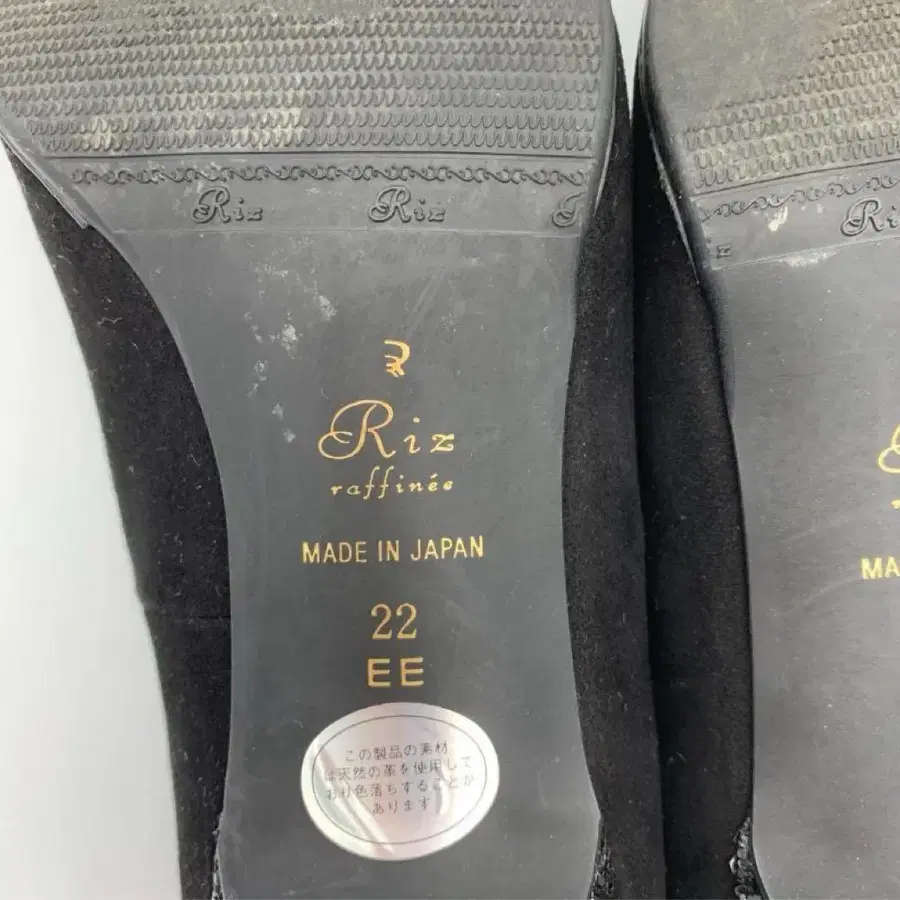 Riz Riz
Riz
Riz
raffinée
MADE IN JAPAN
MA
22
EE
この製品の素材
は天然の革を使用して
おり色落ちすることが
あります